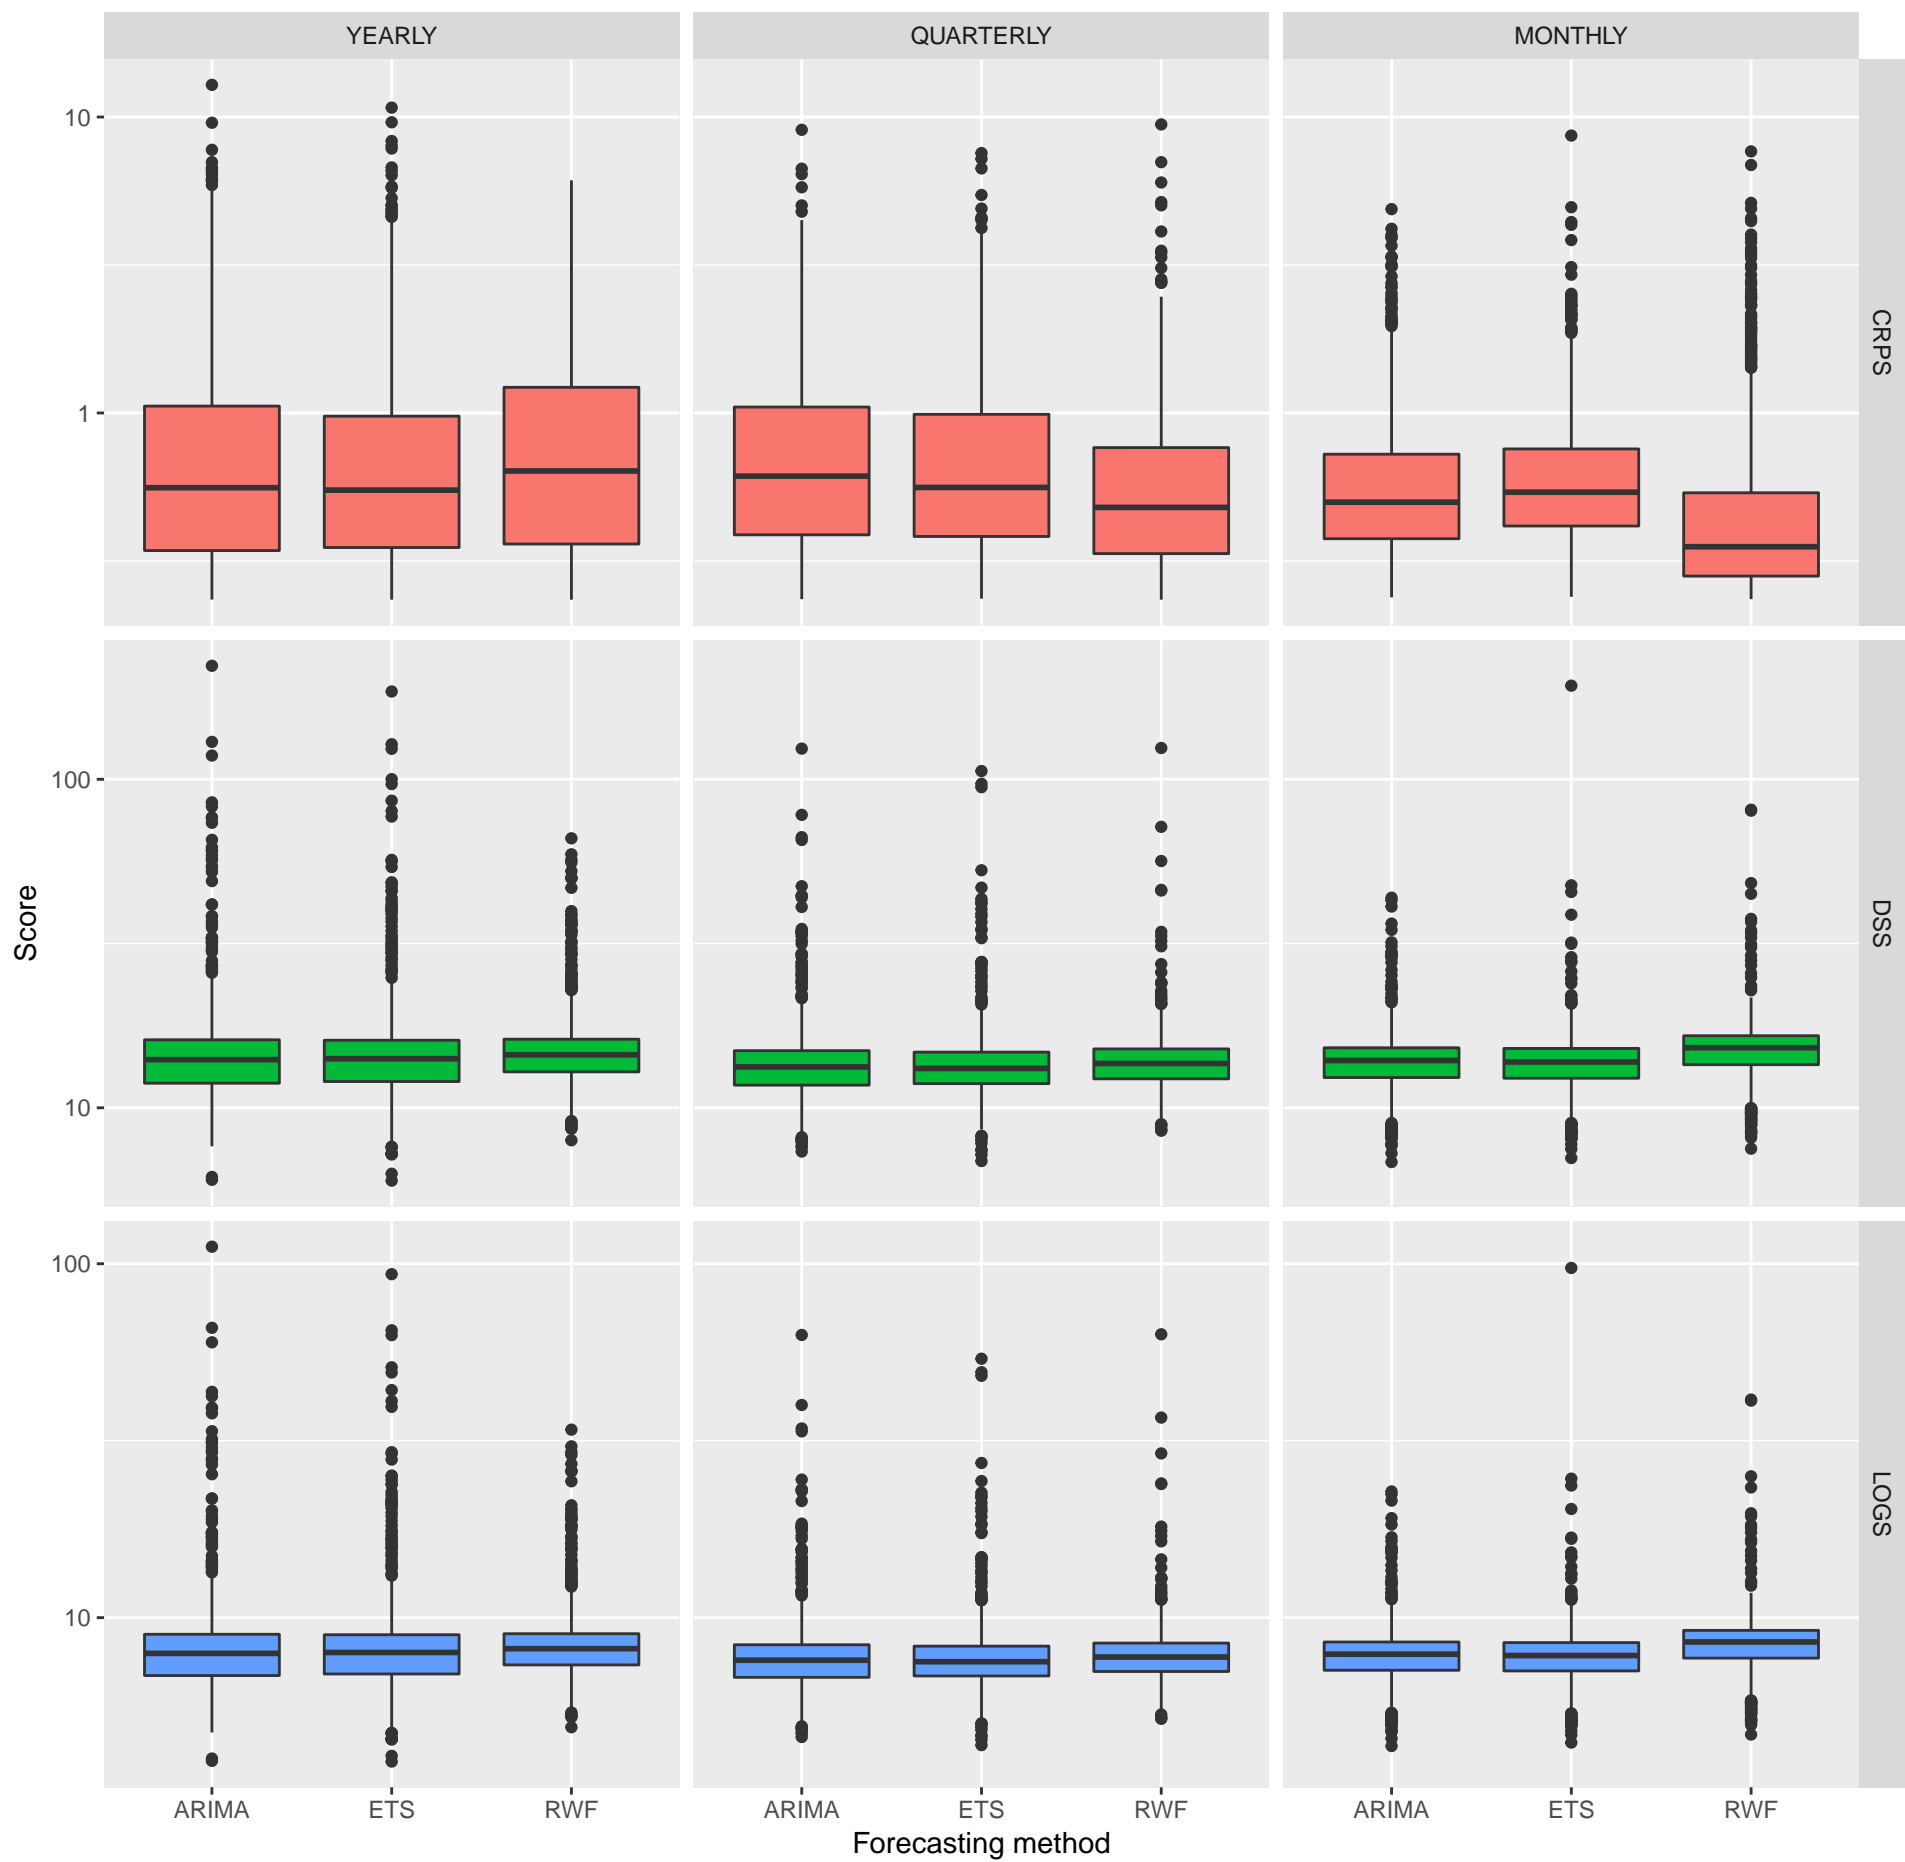 YEARLY QUARTERLY MONTHLY
10
1
CRPS
100
10
DSS
100
10
LOGS
Score
ARIMA ETS RWF ARIMA ETS RWF ARIMA ETS RWF
Forecasting method